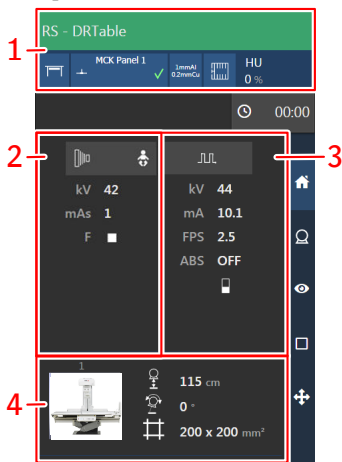 RS - DRTable
1
MCK Panel 1
1mmAl
0.2mmCu
HU
0 %
00:00
2
3
kV 42
mAs 1
F
kV 44
mA 10.1
FPS 2.5
ABS OFF
4
1
115 cm
0 °
200 x 200 mm²